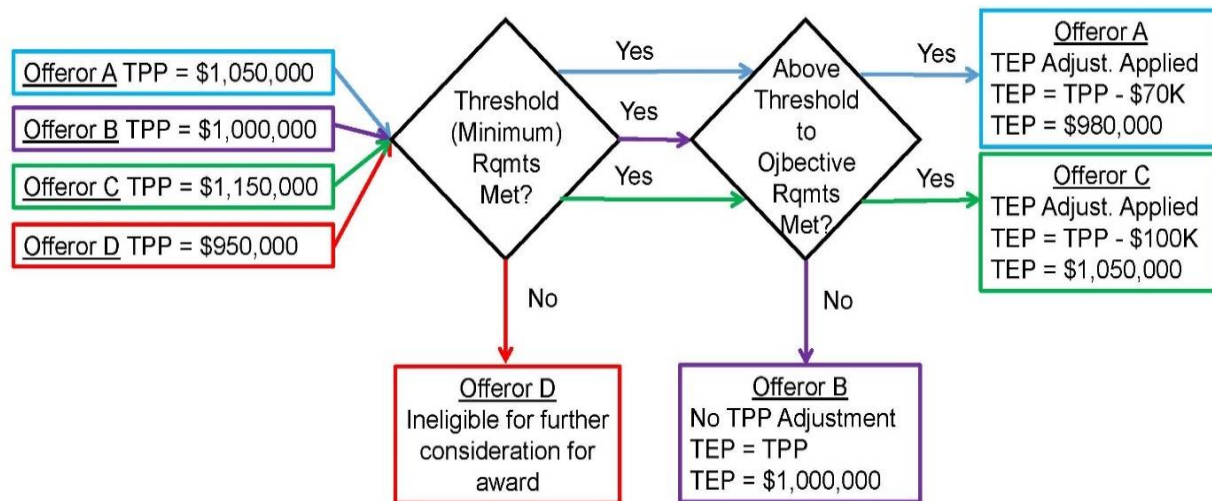 Offeror A TPP = $1,050,000
Offeror B TPP = $1,000,000
Offeror C TPP = $1,150,000
Offeror D TPP = $950,000
Threshold
(Minimum)
Rqmts
Met?
Yes
Yes
Yes
No
Above
Threshold
to
Ojbective
Rqmts
Met?
Yes
Yes
No
Offeror A
TEP Adjust. Applied
TEP = TPP - $70K
TEP = $980,000
Offeror C
TEP Adjust. Applied
TEP = TPP - $100K
TEP = $1,050,000
Offeror D
Ineligible for further
consideration for
award
Offeror B
No TPP Adjustment
TEP = TPP
TEP = $1,000,000